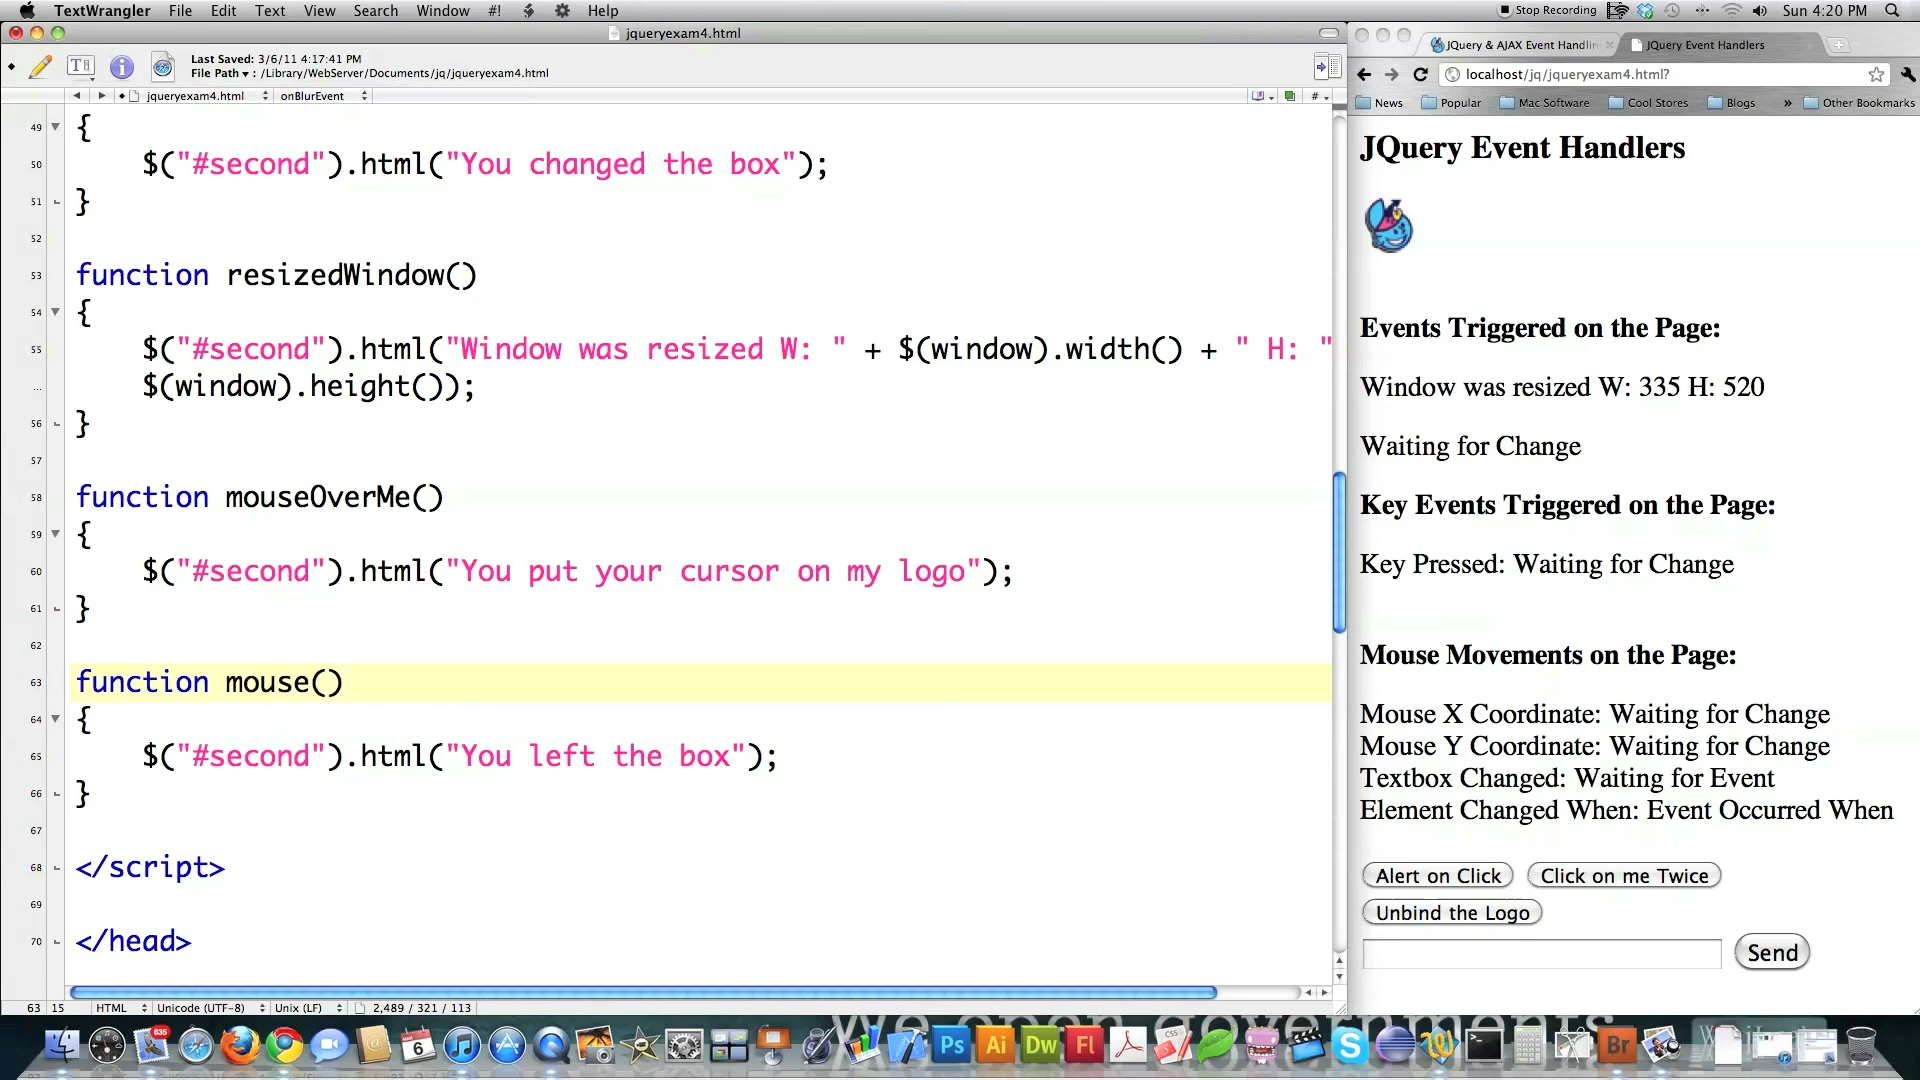 TextWrangler File Edit Text View Search Window #! Help Stop Recording Sun 4:20 PM
jqueryexam4.html
Last Saved: 3/6/11 4:17:41 PM
File Path ▾ : /Library/WebServer/Documents/jq/jqueryexam4.html
jqueryexam4.html onBlurEvent
49 {
50 $("#second").html("You changed the box");
51 }
52
53 function resizedWindow()
54 {
55 $("#second").html("Window was resized W: " + $(window).width() + " H: "
... $(window).height());
56 }
57
58 function mouseOverMe()
59 {
60 $("#second").html("You put your cursor on my logo");
61 }
62
63 function mouse()
64 {
65 $("#second").html("You left the box");
66 }
67
68 </script>
69
70 </head>
63 15 HTML Unicode (UTF-8) Unix (LF) 2,489 / 321 / 113
JQuery & AJAX Event Handlin JQuery Event Handlers
localhost/jq/jqueryexam4.html?
News Popular Mac Software Cool Stores Blogs » Other Bookmarks
JQuery Event Handlers
Events Triggered on the Page:
Window was resized W: 335 H: 520
Waiting for Change
Key Events Triggered on the Page:
Key Pressed: Waiting for Change
Mouse Movements on the Page:
Mouse X Coordinate: Waiting for Change
Mouse Y Coordinate: Waiting for Change
Textbox Changed: Waiting for Event
Element Changed When: Event Occurred When
Alert on Click Click on me Twice
Unbind the Logo
Send
635 6 Ps Ai Dw Fl CSS Br